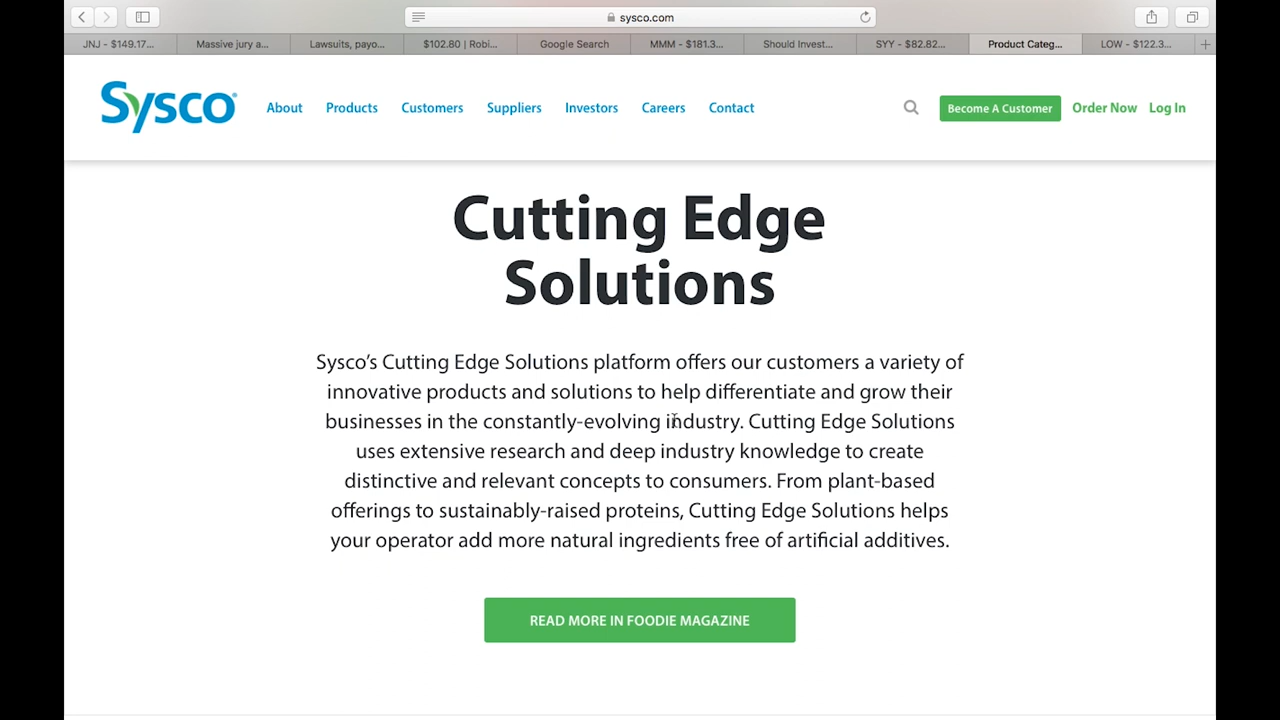 sysco.com
JNJ - $149.17...
Massive jury a...
Lawsuits, payo...
$102.80 | Robi...
Google Search
MMM - $181.3...
Should Invest...
SYY - $82.82...
Product Categ...
LOW - $122.3...
Sysco®
About
Products
Customers
Suppliers
Investors
Careers
Contact
Become A Customer
Order Now
Log In
Cutting Edge
Solutions
Sysco’s Cutting Edge Solutions platform offers our customers a variety of
innovative products and solutions to help differentiate and grow their
businesses in the constantly-evolving industry. Cutting Edge Solutions
uses extensive research and deep industry knowledge to create
distinctive and relevant concepts to consumers. From plant-based
offerings to sustainably-raised proteins, Cutting Edge Solutions helps
your operator add more natural ingredients free of artificial additives.
READ MORE IN FOODIE MAGAZINE